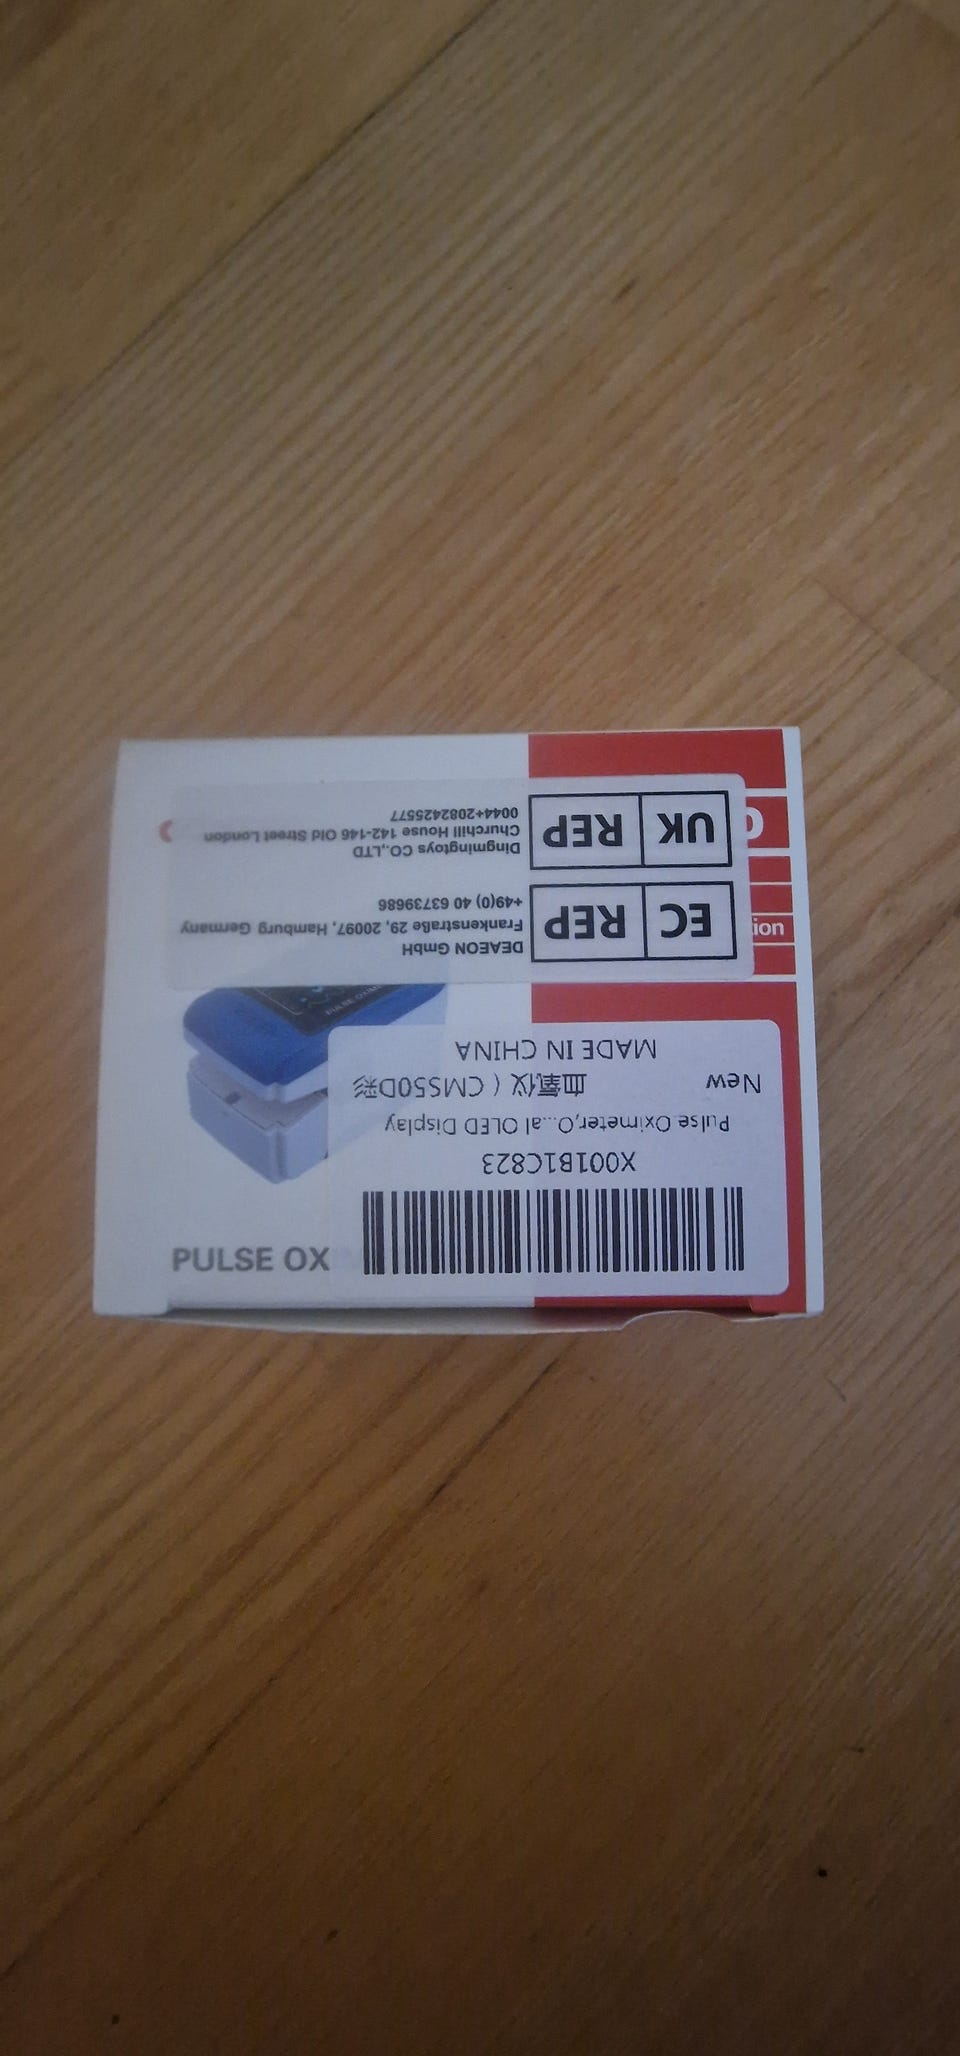 UK REP
Dingmingtoys CO.,LTD
Churchill House 142-146 Old Street London
0044+2082425577
EC REP
DEAEON GmbH
Frankenstraße 29, 20097, Hamburg Germany
+49(0) 40 63739686
tion
X001B1C823
Pulse Oximeter,O...al OLED Display
New 血氧仪 ( CMS50D彩
MADE IN CHINA
PULSE OX